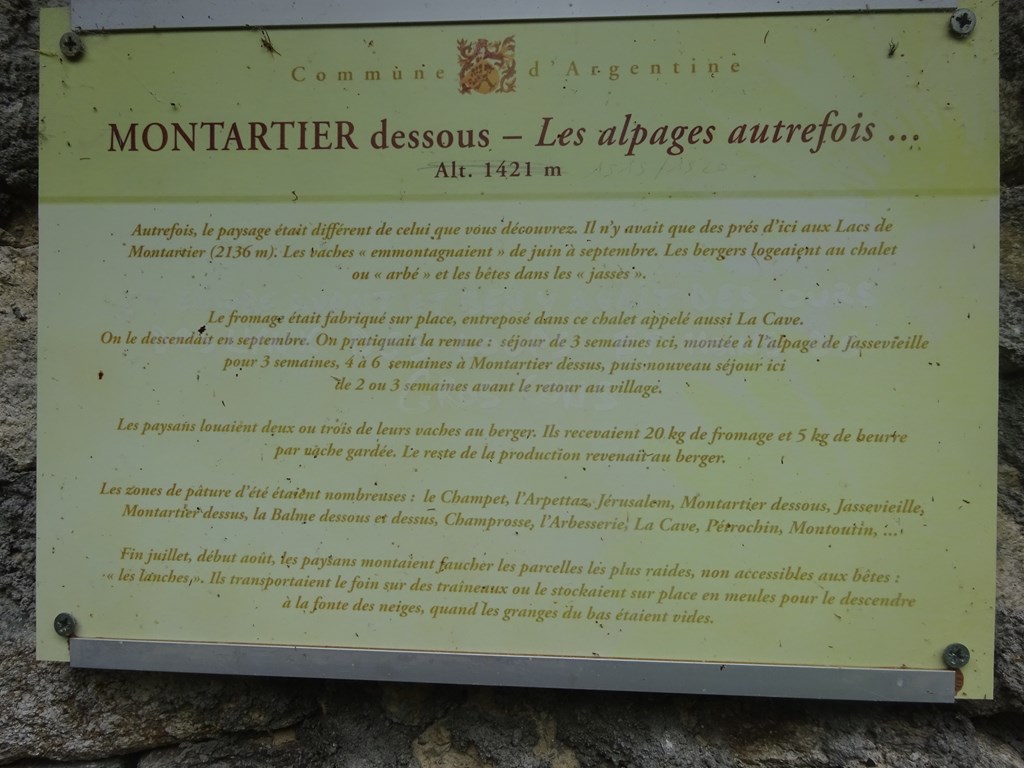 Commune d'Argentine
MONTARTIER dessous – Les alpages autrefois ...
Alt. 1421 m
Autrefois, le paysage était différent de celui que vous découvrez. Il n'y avait que des prés d'ici aux Lacs de
Montartier (2136 m). Les vaches « emmontagnaient » de juin à septembre. Les bergers logeaient au chalet
ou « arbé » et les bêtes dans les « jasses ».
Le fromage était fabriqué sur place, entreposé dans ce chalet appelé aussi La Cave.
On le descendait en septembre. On pratiquait la remue : séjour de 3 semaines ici, montée à l'alpage de Jassevieille
pour 3 semaines, 4 à 6 semaines à Montartier dessus, puis nouveau séjour ici
de 2 ou 3 semaines avant le retour au village.
Les paysans louaient deux ou trois de leurs vaches au berger. Ils recevaient 20 kg de fromage et 5 kg de beurre
par vache gardée. Le reste de la production revenait au berger.
Les zones de pâture d'été étaient nombreuses : le Champet, l'Arpettaz, Jérusalem, Montartier dessous, Jassevieille,
Montartier dessus, la Balme dessous et dessus, Champrosse, l'Arbesserie, La Cave, Pétrochin, Montourin, ...
Fin juillet, début août, les paysans montaient faucher les parcelles les plus raides, non accessibles aux bêtes :
« les lanches ». Ils transportaient le foin sur des traîneaux ou le stockaient sur place en meules pour le descendre
à la fonte des neiges, quand les granges du bas étaient vides.